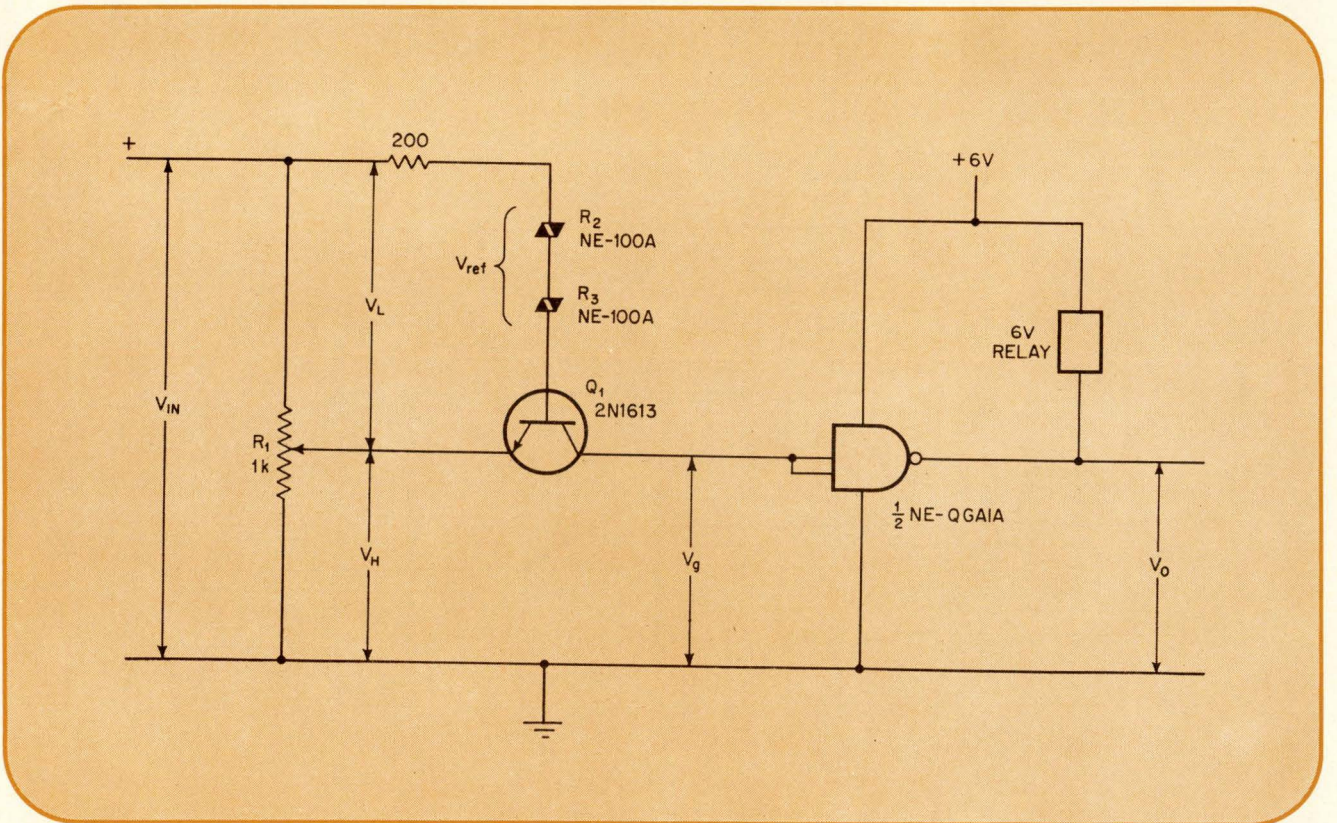 +
200
+6V
R2
NE-100A
Vref
R3
NE-100A
VL
6V
RELAY
Q1
2N1613
VIN
R1
1k
½ NE-QGAIA
VH
Vg
Vo